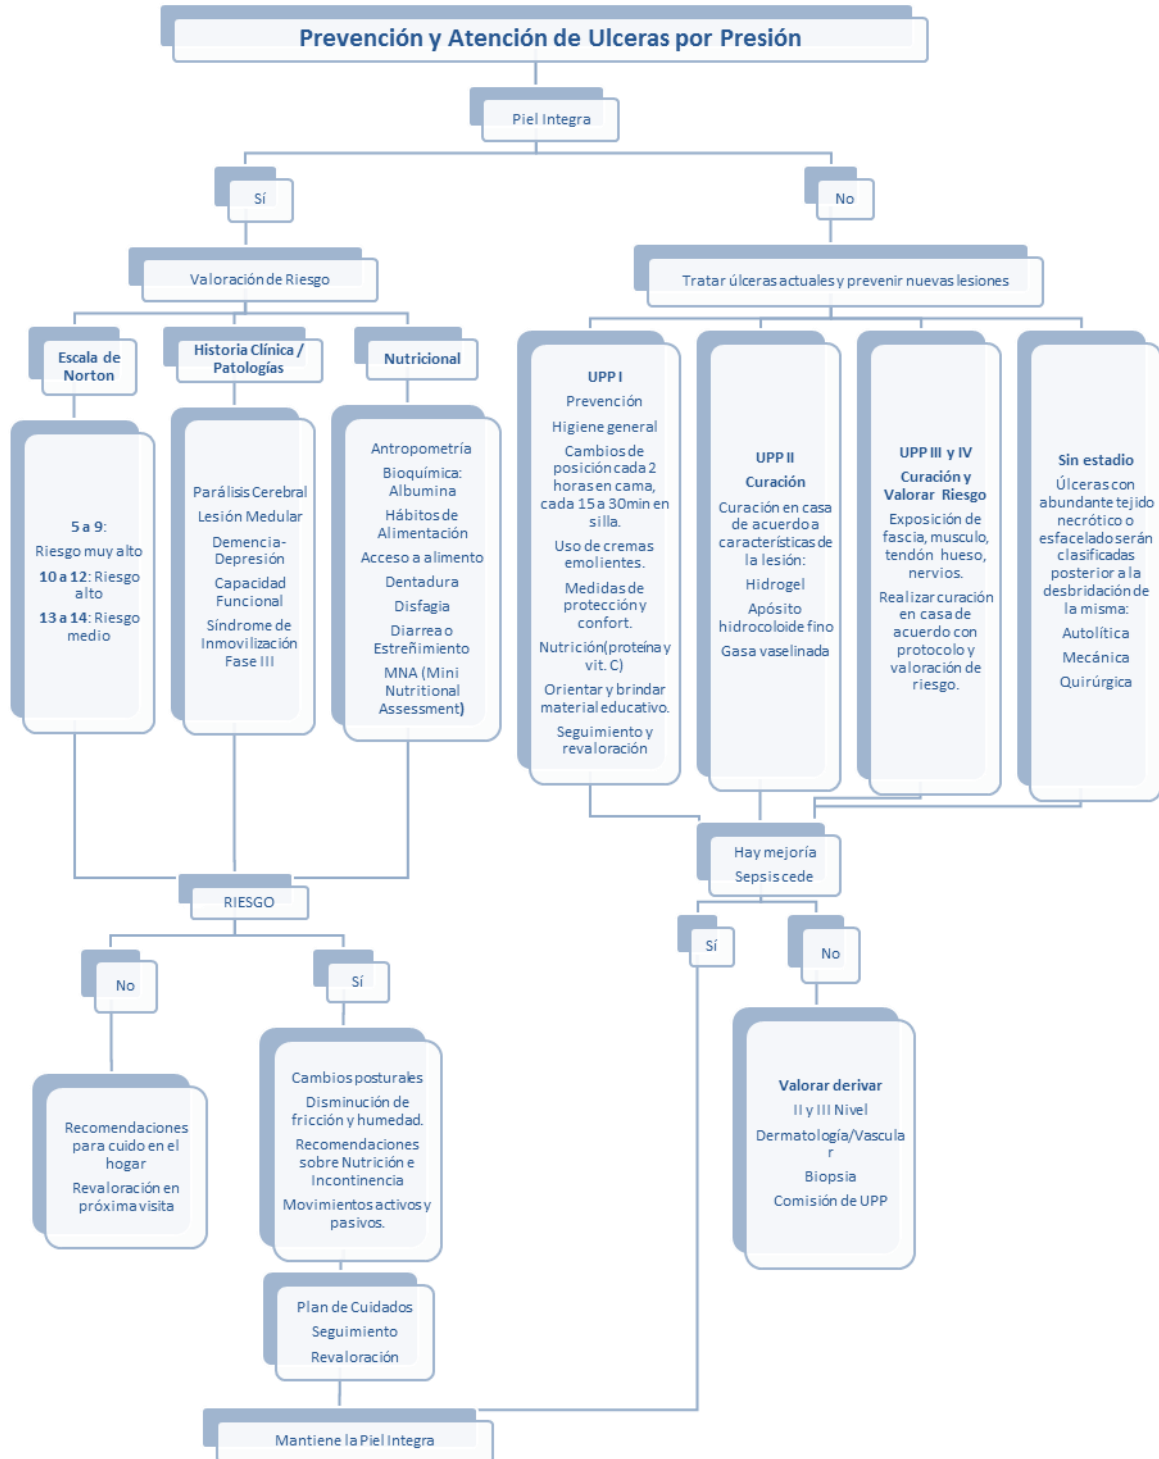 Prevención y Atención de Ulceras por Presión
Piel Integra
Sí
No
Valoración de Riesgo
Tratar úlceras actuales y prevenir nuevas lesiones
Escala de
Norton
Historia Clínica /
Patologías
Nutricional
5 a 9:
Riesgo muy alto
10 a 12: Riesgo
alto
13 a 14: Riesgo
medio
Parálisis Cerebral
Lesión Medular
Demencia-
Depresión
Capacidad
Funcional
Síndrome de
Inmovilización
Fase III
Antropometría
Bioquímica:
Albumina
Hábitos de
Alimentación
Acceso a alimento
Dentadura
Disfagia
Diarrea o
Estreñimiento
MNA (Mini
Nutritional
Assessment)
UPP I
Prevención
Higiene general
Cambios de
posición cada 2
horas en cama,
cada 15 a 30min en
silla.
Uso de cremas
emolientes.
Medidas de
protección y
confort.
Nutrición(proteína y
vit. C)
Orientar y brindar
material educativo.
Seguimiento y
revaloración
UPP II
Curación
Curación en casa
de acuerdo a
características de
la lesión:
Hidrogel
Apósito
hidrocoloide fino
Gasa vaselinada
UPP III y IV
Curación y
Valorar Riesgo
Exposición de
fascia, musculo,
tendón hueso,
nervios.
Realizar curación
en casa de
acuerdo con
protocolo y
valoración de
riesgo.
Sin estadio
Úlceras con
abundante tejido
necrótico o
esfacelado serán
clasificadas
posterior a la
desbridación de
la misma:
Autolítica
Mecánica
Quirúrgica
Hay mejoría
Sepsis cede
RIESGO
Sí
No
No
Sí
Recomendaciones
para cuido en el
hogar
Revaloración en
próxima visita
Cambios posturales
Disminución de
fricción y humedad.
Recomendaciones
sobre Nutrición e
Incontinencia
Movimientos activos y
pasivos.
Valorar derivar
II y III Nivel
Dermatología/Vascula
r
Biopsia
Comisión de UPP
Plan de Cuidados
Seguimiento
Revaloración
Mantiene la Piel Integra